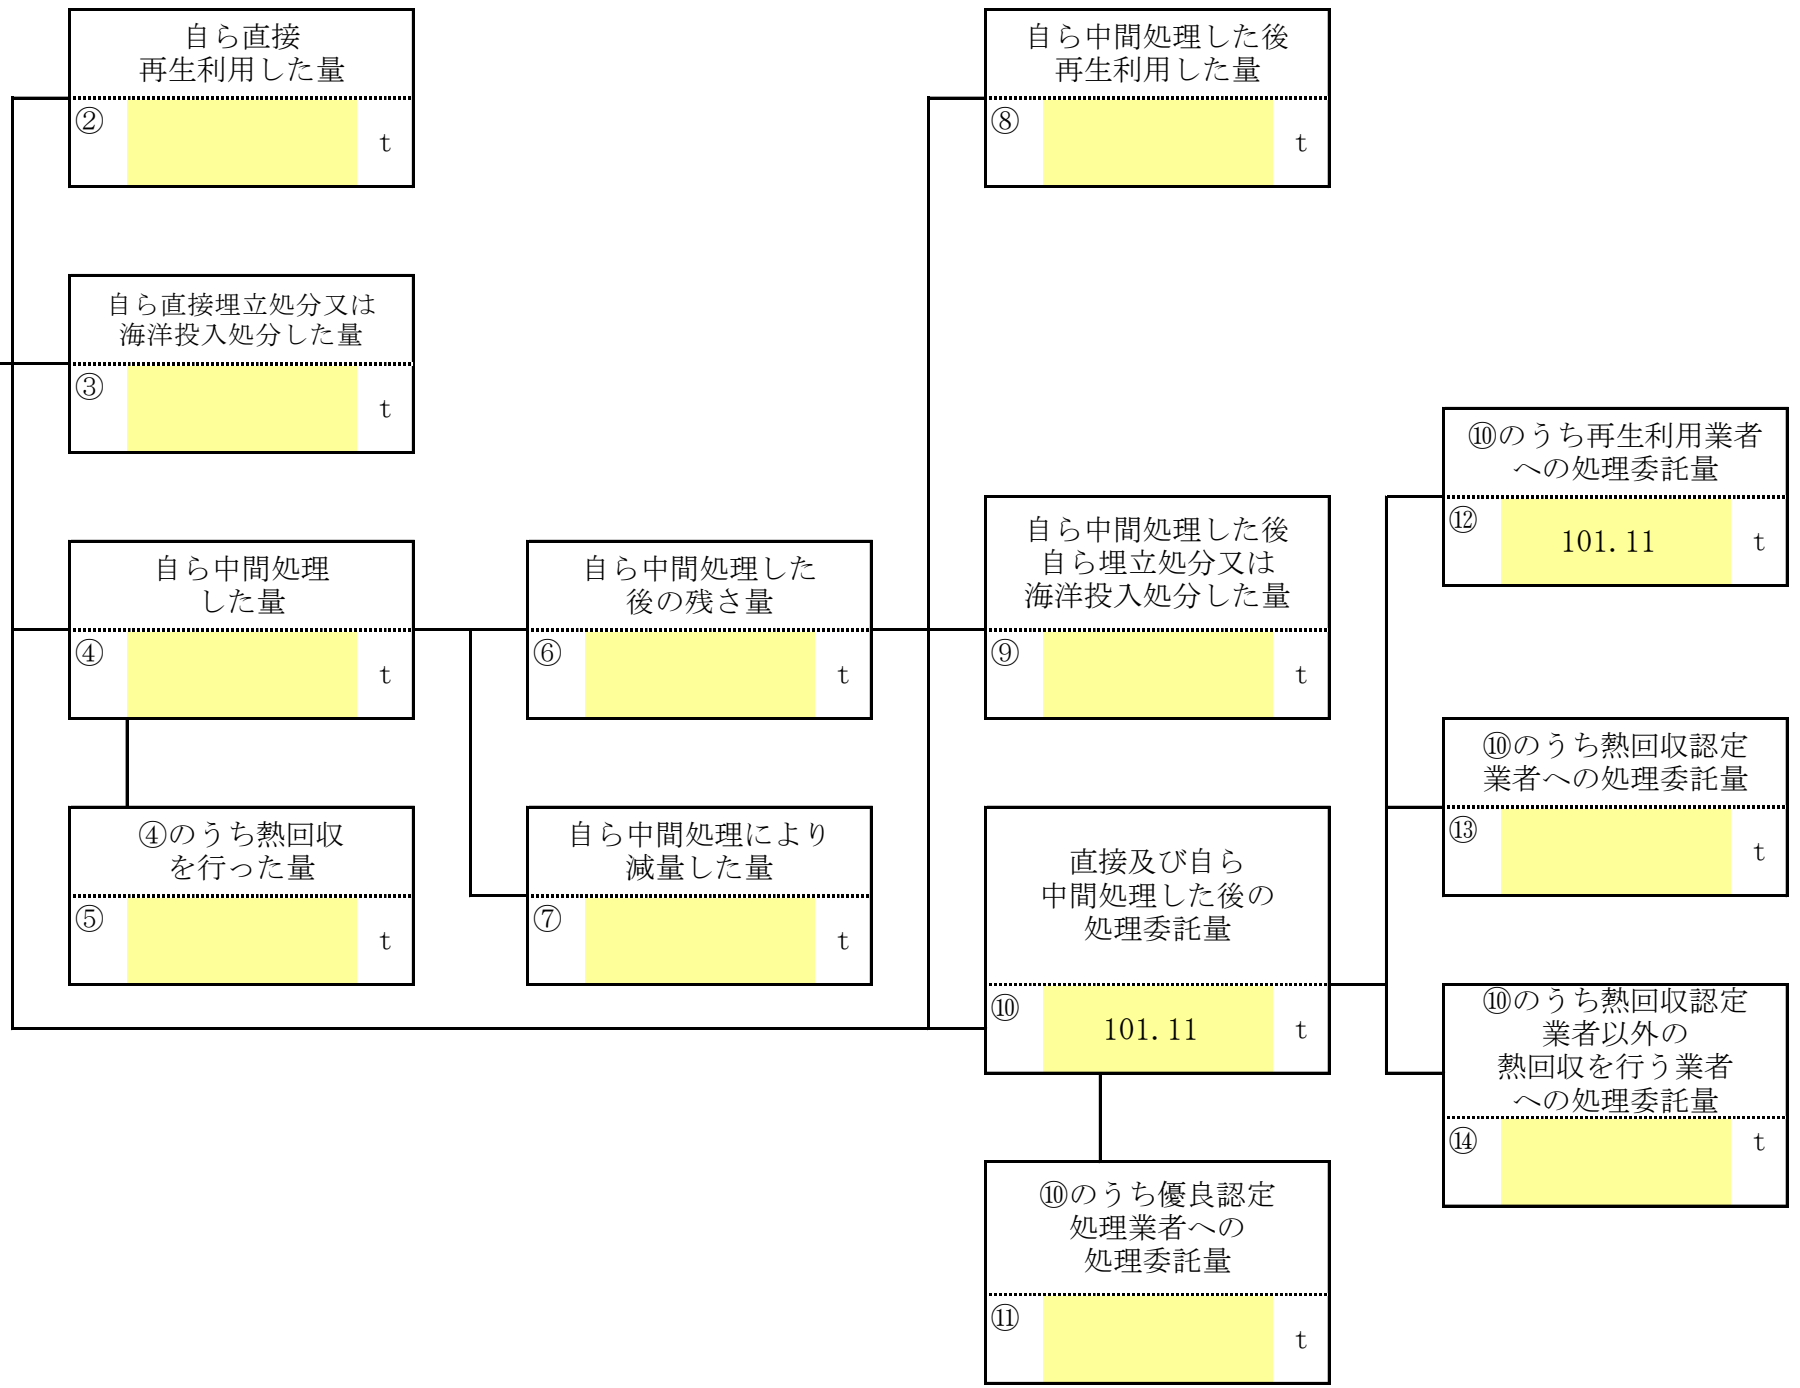 自ら直接
再生利用した量
②
t
自ら直接埋立処分又は
海洋投入処分した量
③
t
自ら中間処理
した量
④
t
④のうち熱回収
を行った量
⑤
t
自ら中間処理した
後の残さ量
⑥
t
自ら中間処理により
減量した量
⑦
t
自ら中間処理した後
再生利用した量
⑧
t
自ら中間処理した後
自ら埋立処分又は
海洋投入処分した量
⑨
t
直接及び自ら
中間処理した後の
処理委託量
⑩
101.11 t
⑩のうち優良認定
処理業者への
処理委託量
⑪
t
⑩のうち再生利用業者
への処理委託量
⑫
101.11 t
⑩のうち熱回収認定
業者への処理委託量
⑬
t
⑩のうち熱回収認定
業者以外の
熱回収を行う業者
への処理委託量
⑭ t